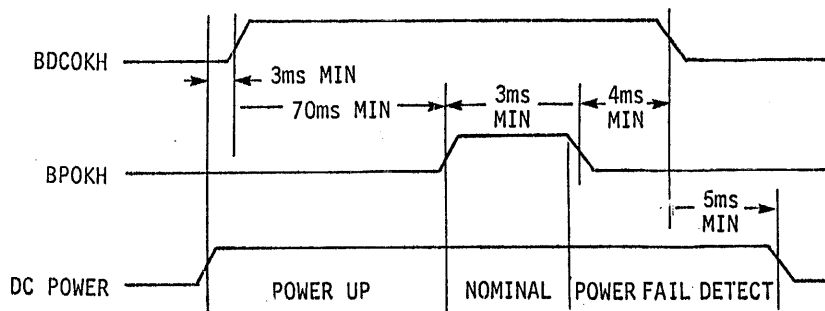 BDCOKH
3ms MIN
70ms MIN
3ms
MIN
4ms
MIN
BPOKH
5ms
MIN
DC POWER
POWER UP
NOMINAL
POWER FAIL DETECT